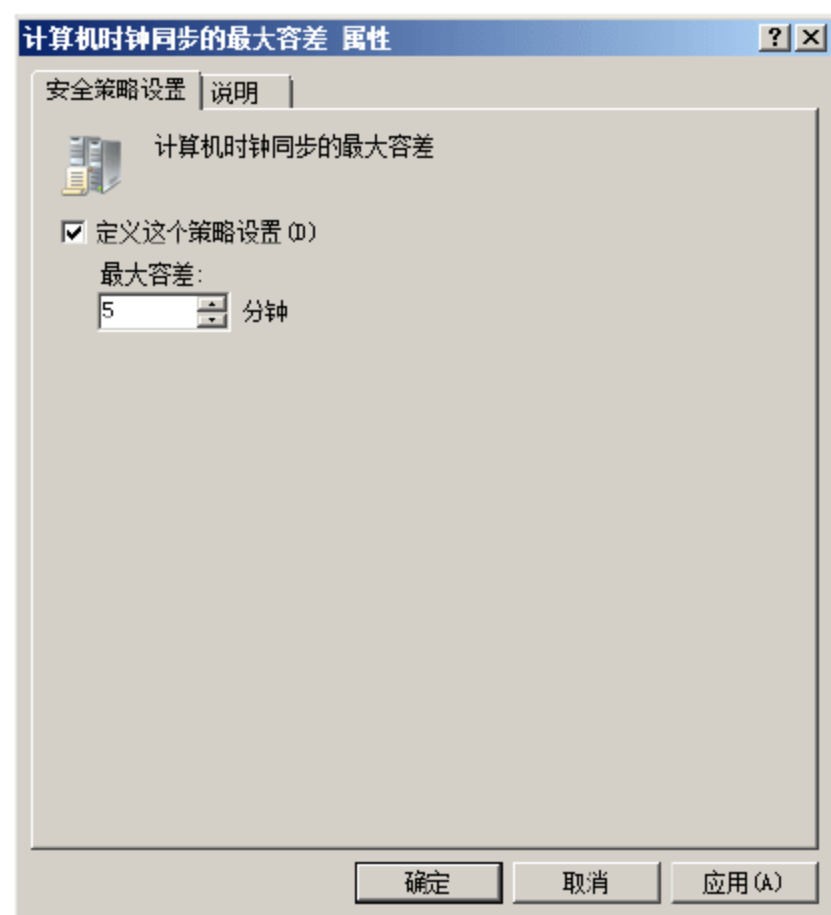 计算机时钟同步的最大容差 属性
安全策略设置 说明
计算机时钟同步的最大容差
定义这个策略设置(D)
最大容差:
5 分钟
确定 取消 应用(A)